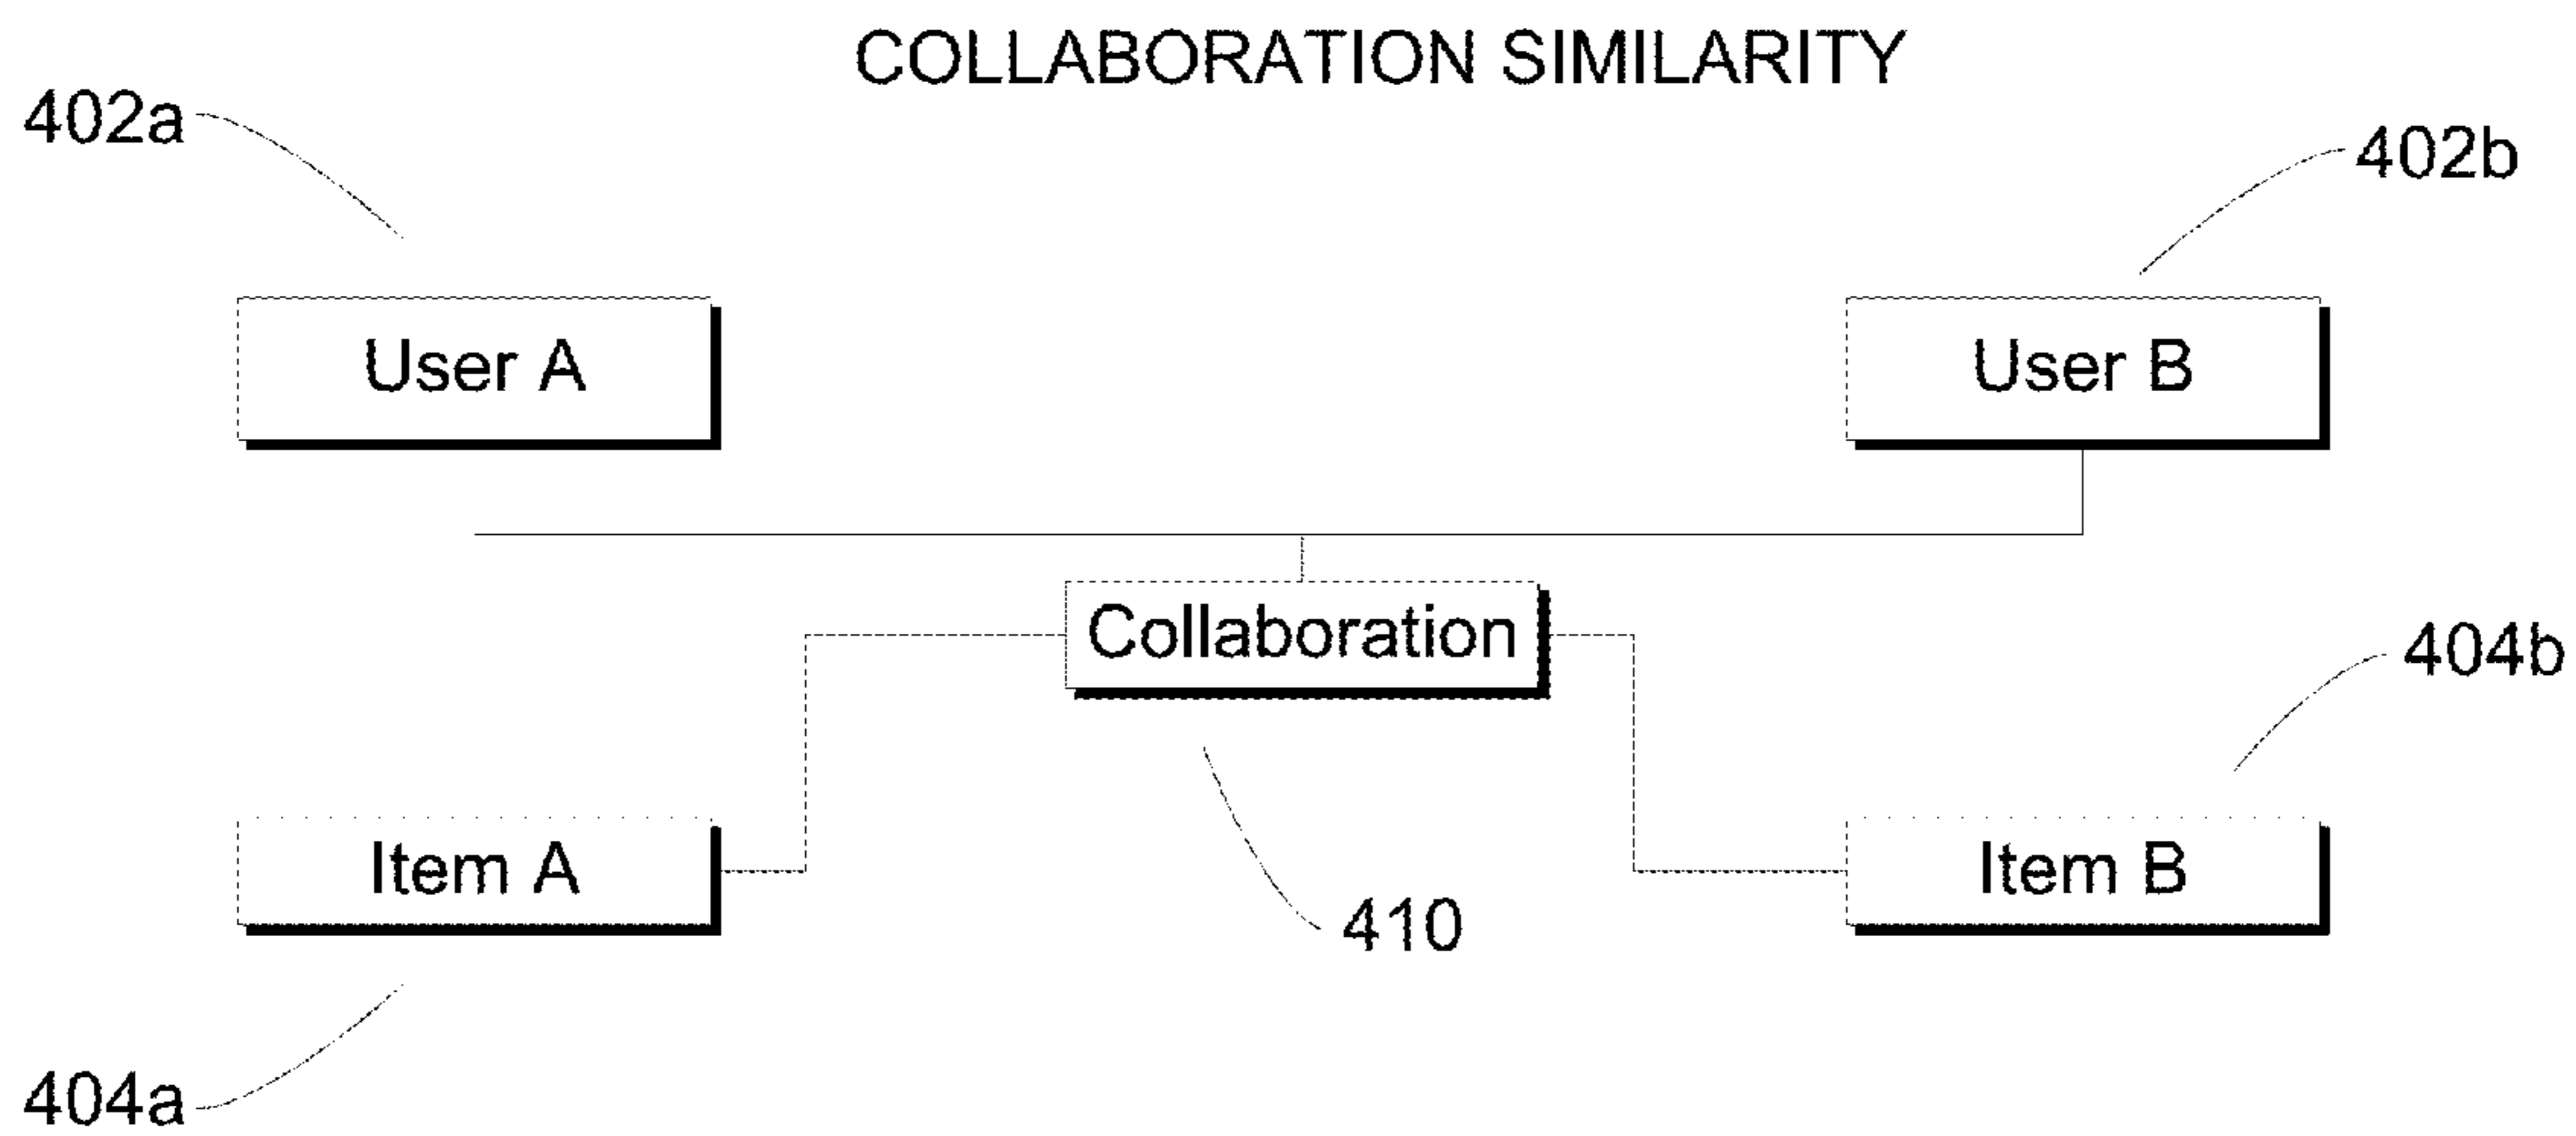 COLLABORATION SIMILARITY
402a
402b
User A
User B
Collaboration
404b
Item A
Item B
410
404a